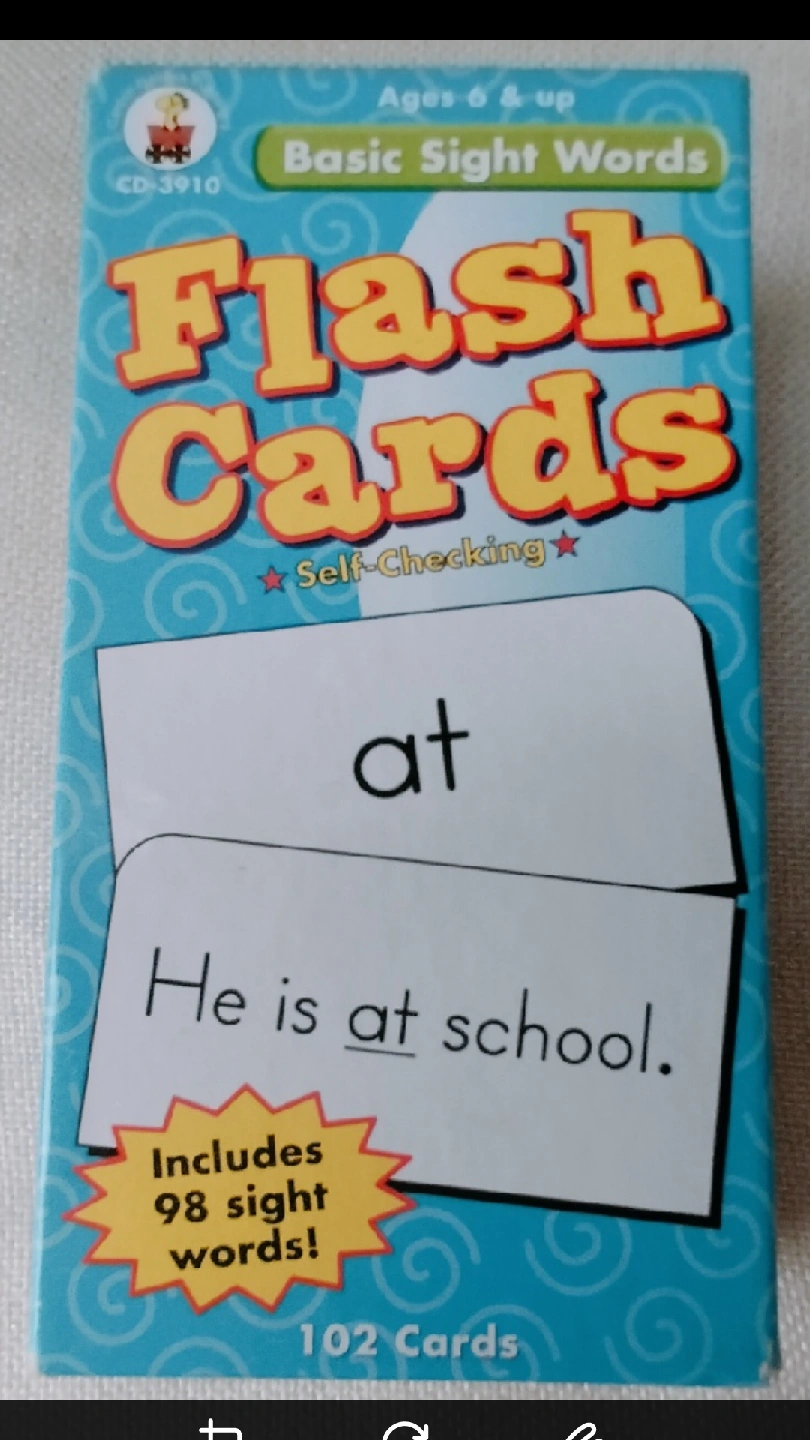 Ages 6 & up
Basic Sight Words
CD-3910
Flash
Cards
Self-Checking
at
He is at school.
Includes
98 sight
words!
102 Cards